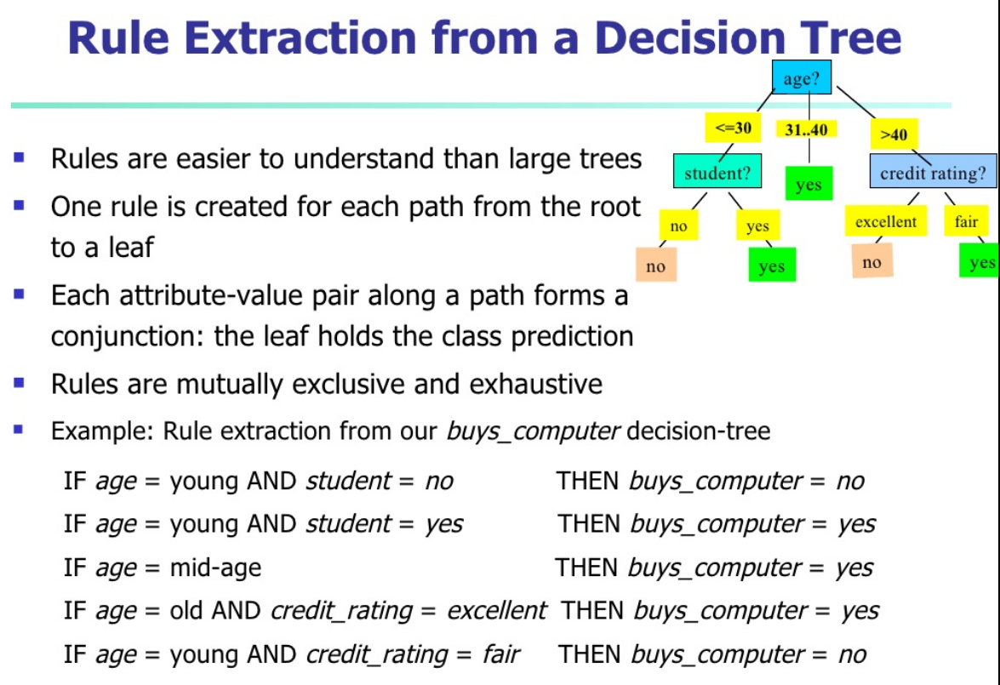 Rule Extraction from a Decision Tree
age?
<=30
31..40
>40
student?
yes
credit rating?
no
yes
excellent
fair
no
yes
no
yes
Rules are easier to understand than large trees
One rule is created for each path from the root
to a leaf
Each attribute-value pair along a path forms a
conjunction: the leaf holds the class prediction
Rules are mutually exclusive and exhaustive
Example: Rule extraction from our buys_computer decision-tree
IF age = young AND student = no THEN buys_computer = no
IF age = young AND student = yes THEN buys_computer = yes
IF age = mid-age THEN buys_computer = yes
IF age = old AND credit_rating = excellent THEN buys_computer = yes
IF age = young AND credit_rating = fair THEN buys_computer = no